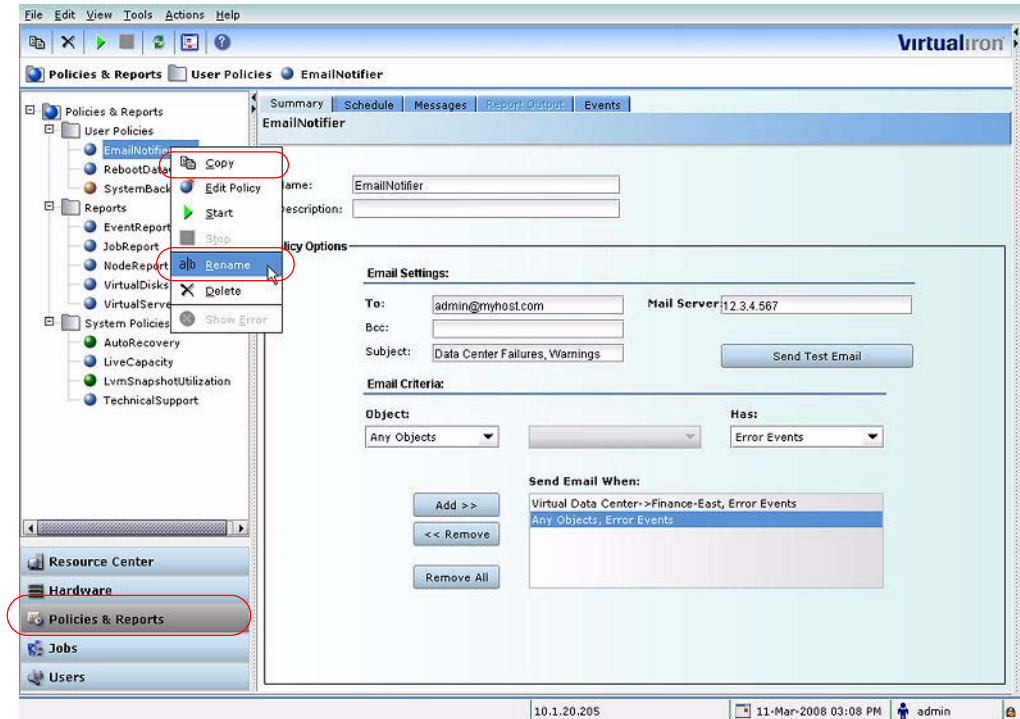 File Edit View Tools Actions Help
Virtualiron
Policies & Reports User Policies EmailNotifier
Policies & Reports
User Policies
EmailNotifie
RebootData
SystemBack
Reports
EventReport
JobReport
NodeReport
VirtualDisks
VirtualServe
System Policies
AutoRecovery
LiveCapacity
LvmSnapshotUtilization
TechnicalSupport
Copy
Edit Policy
Start
Stop
a|b Rename
Delete
Show Error
Resource Center
Hardware
Policies & Reports
Jobs
Users
Summary Schedule Messages Report Output Events
EmailNotifier
Name: EmailNotifier
Description:
licy Options
Email Settings:
To: admin@myhost.com Mail Server: 12.3.4.567
Bcc:
Subject: Data Center Failures, Warnings Send Test Email
Email Criteria:
Object: Has:
Any Objects Error Events
Send Email When:
Add >> Virtual Data Center->Finance-East, Error Events
Any Objects, Error Events
<< Remove
Remove All
10.1.20.205 11-Mar-2008 03:08 PM admin